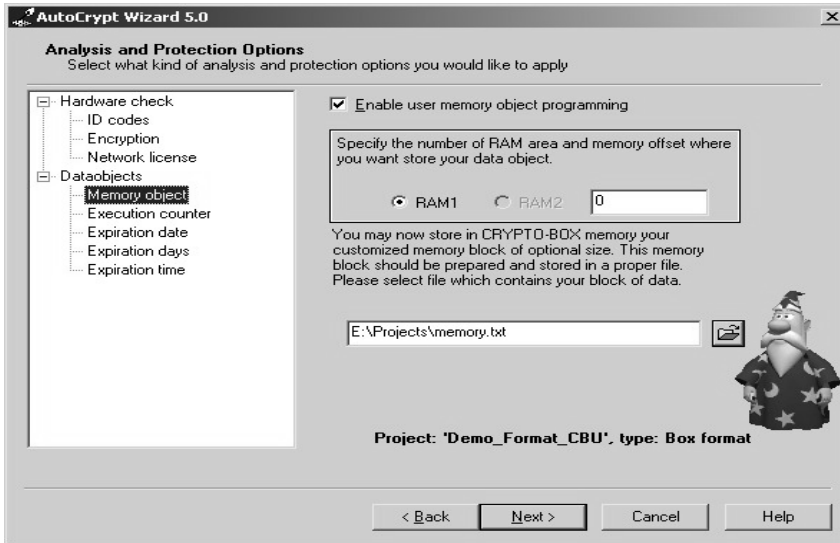 AutoCrypt Wizard 5.0
Analysis and Protection Options
Select what kind of analysis and protection options you would like to apply
Hardware check
ID codes
Encryption
Network license
Dataobjects
Memory object
Execution counter
Expiration date
Expiration days
Expiration time
Enable user memory object programming
Specify the number of RAM area and memory offset where
you want store your data object.
RAM1
RAM2
0
You may now store in CRYPTO-BOX memory your
customized memory block of optional size. This memory
block should be prepared and stored in a proper file.
Please select file which contains your block of data.
E:\Projects\memory.txt
Project: 'Demo_Format_CBU', type: Box format
< Back
Next >
Cancel
Help